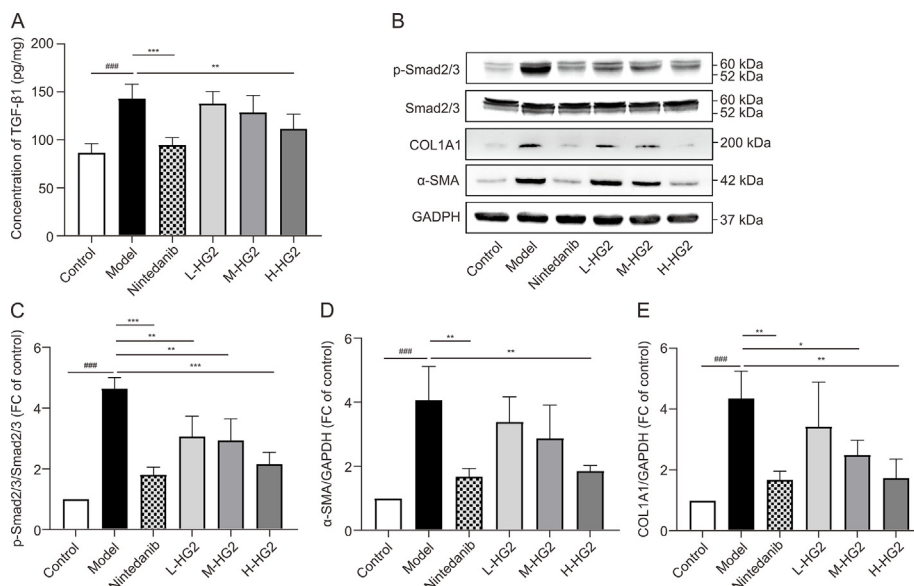 A
Concentration of TGF-β1 (pg/mg)
200
150
100
50
0
###
***
**
Control
Model
Nintedanib
L-HG2
M-HG2
H-HG2
B
p-Smad2/3
60 kDa
52 kDa
Smad2/3
60 kDa
52 kDa
COL1A1
200 kDa
α-SMA
42 kDa
GADPH
37 kDa
Control
Model
Nintedanib
L-HG2
M-HG2
H-HG2
C
p-Smad2/3/Smad2/3 (FC of control)
6
4
2
0
###
***
**
**
***
Control
Model
Nintedanib
L-HG2
M-HG2
H-HG2
D
α-SMA/GAPDH (FC of control)
6
4
2
0
###
**
**
Control
Model
Nintedanib
L-HG2
M-HG2
H-HG2
E
COL1A1/GAPDH (FC of control)
6
4
2
0
###
**
*
**
Control
Model
Nintedanib
L-HG2
M-HG2
H-HG2